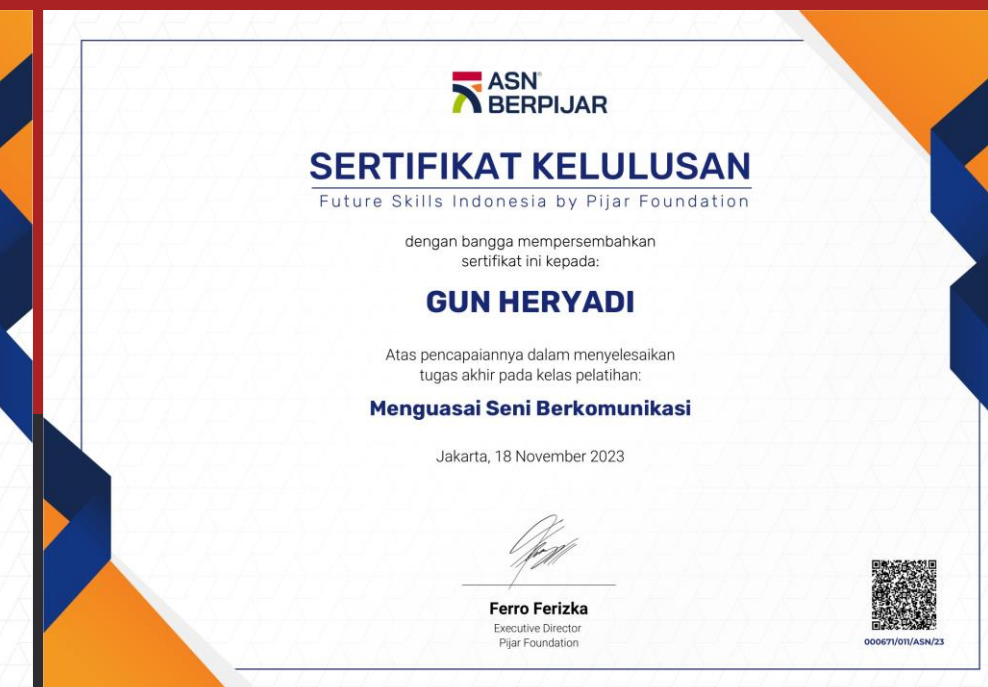 ASN
BERPIJAR
SERTIFIKAT KELULUSAN
Future Skills Indonesia by Pijar Foundation
dengan bangga mempersembahkan
sertifikat ini kepada:
GUN HERYADI
Atas pencapaiannya dalam menyelesaikan
tugas akhir pada kelas pelatihan:
Menguasai Seni Berkomunikasi
Jakarta, 18 November 2023
Ferro Ferizka
Executive Director
Pijar Foundation
000671/011/ASN/23